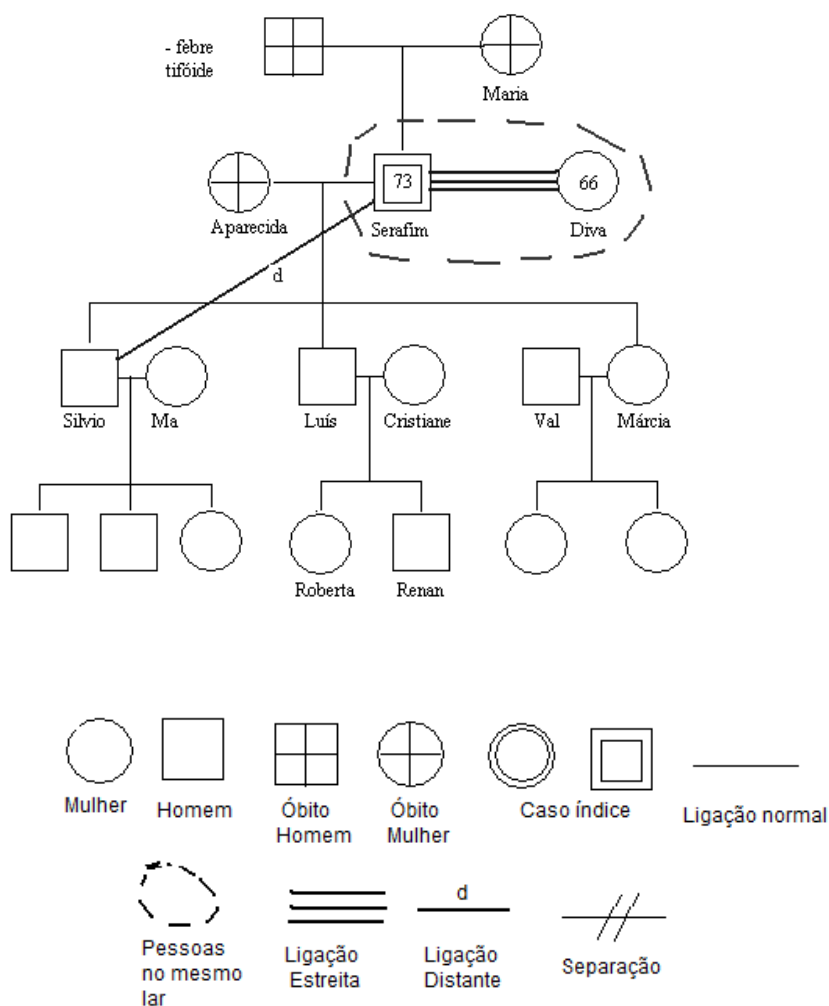 - febre
tifóide
Maria
Aparecida
73
Serafim
66
Diva
d
Silvio
Ma
Luís
Cristiane
Val
Márcia
Roberta
Renan
Mulher
Homem
Óbito
Homem
Óbito
Mulher
Caso índice
Ligação normal
Pessoas
no mesmo
lar
Ligação
Estreita
d
Ligação
Distante
Separação